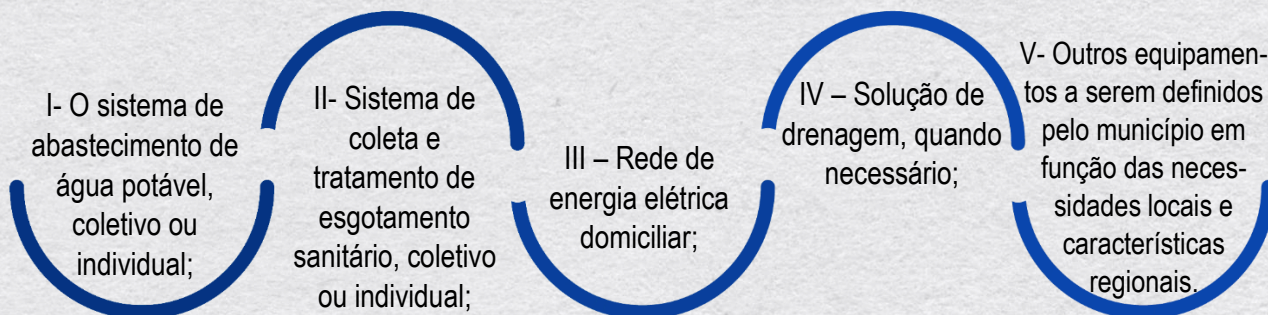 I- O sistema de
abastecimento de
água potável,
coletivo ou
individual;
II- Sistema de
coleta e
tratamento de
esgotamento
sanitário, coletivo
ou individual;
III – Rede de
energia elétrica
domiciliar;
IV – Solução de
drenagem, quando
necessário;
V- Outros equipamen-
tos a serem definidos
pelo município em
função das neces-
sidades locais e
características
regionais.